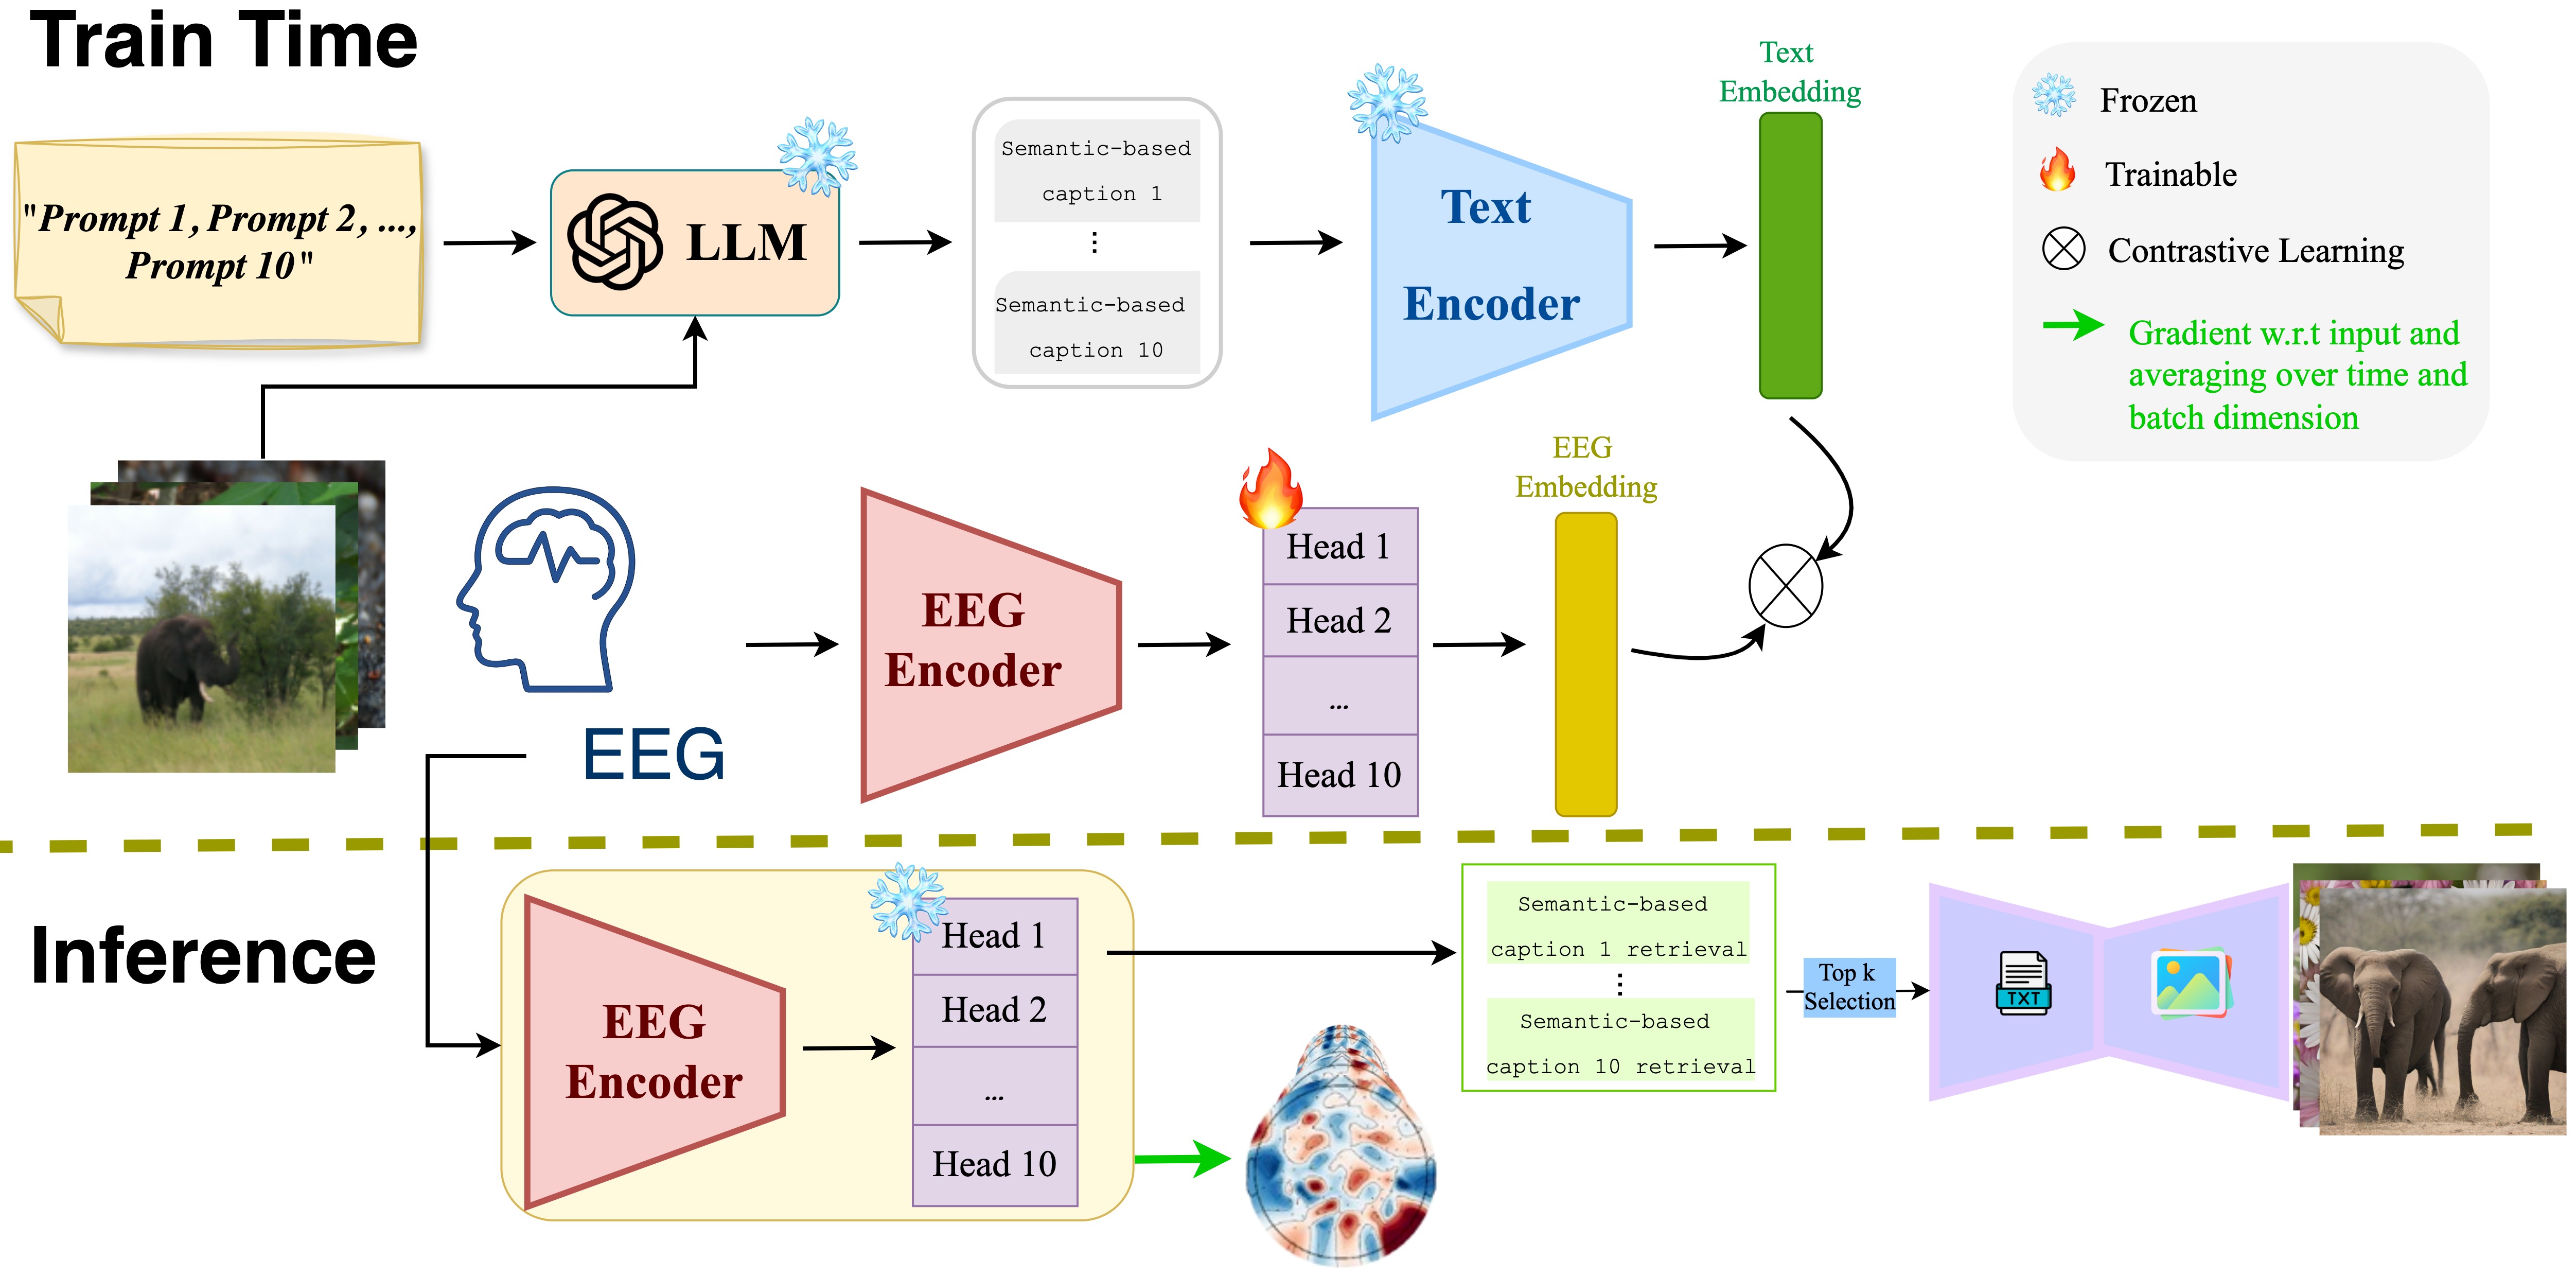 Train Time
"Prompt 1, Prompt 2, ...,
Prompt 10"
LLM
Semantic-based
caption 1
⋮
Semantic-based
caption 10
Text
Encoder
Text
Embedding
Frozen
Trainable
Contrastive Learning
Gradient w.r.t input and
averaging over time and
batch dimension
EEG
EEG
Encoder
Head 1
Head 2
...
Head 10
EEG
Embedding
Inference
EEG
Encoder
Head 1
Head 2
...
Head 10
Semantic-based
caption 1 retrieval
⋮
Semantic-based
caption 10 retrieval
Top k
Selection
TXT